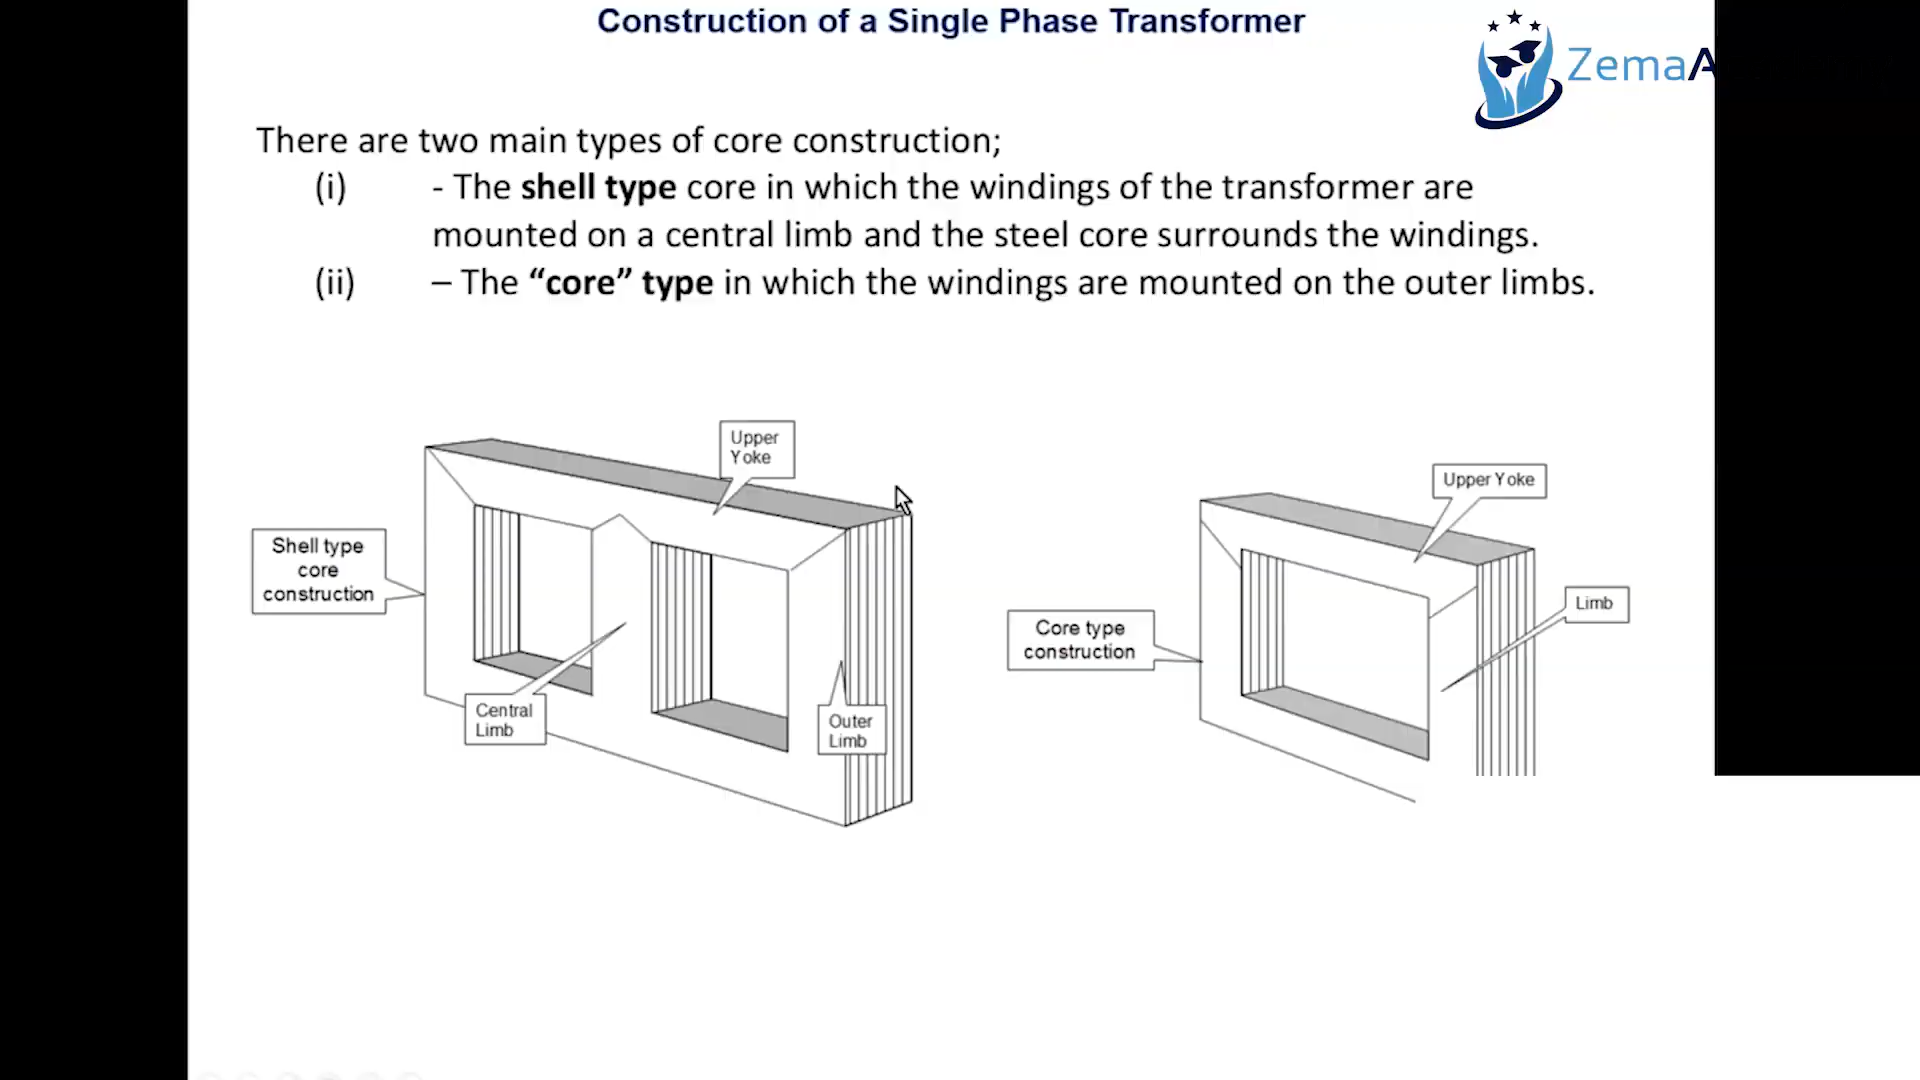 Construction of a Single Phase Transformer
ZemaA
There are two main types of core construction;
(i) - The shell type core in which the windings of the transformer are
mounted on a central limb and the steel core surrounds the windings.
(ii) – The “core” type in which the windings are mounted on the outer limbs.
Upper
Yoke
Shell type
core
construction
Central
Limb
Outer
Limb
Upper Yoke
Limb
Core type
construction